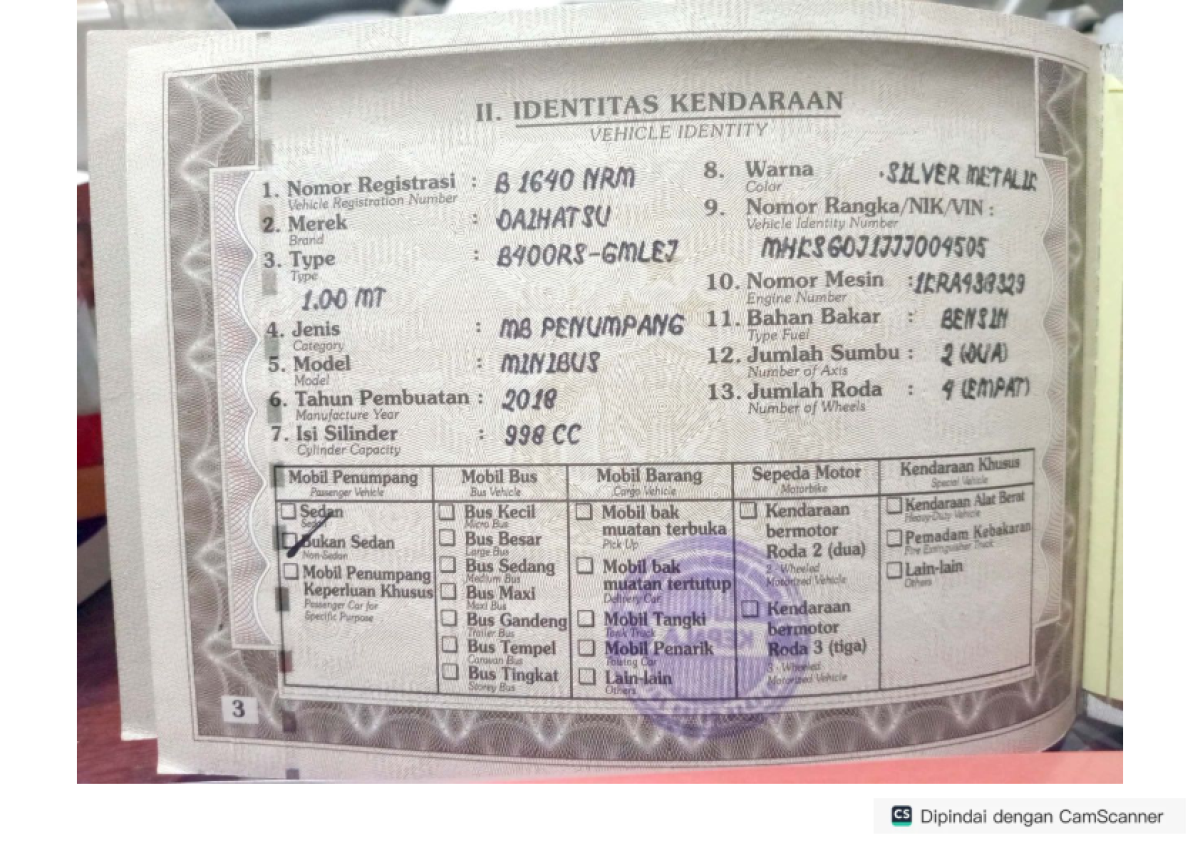 II. IDENTITAS KENDARAAN
VEHICLE IDENTITY
1. Nomor Registrasi : B 1640 NRM
Vehicle Registration Number
2. Merek : DAIHATSU
Brand
3. Type : B400RS-GMLEJ
Type
1.00 MT
4. Jenis : MB PENUMPANG
Category
5. Model : MINIBUS
Model
6. Tahun Pembuatan : 2018
Manufacture Year
7. Isi Silinder : 998 CC
Cylinder Capacity
8. Warna : SILVER METALIK
Color
9. Nomor Rangka/NIK/VIN :
Vehicle Identity Number
10. Nomor Mesin : 1KRA438329
Engine Number
11. Bahan Bakar : BENSIN
Type Fuel
12. Jumlah Sumbu : 2 (DUA)
Number of Axis
13. Jumlah Roda : 4 (EMPAT)
Number of Wheels
Mobil Penumpang
Passenger Vehicle
Sedan
Sedan
Bukan Sedan
Non-Sedan
Mobil Penumpang
Keperluan Khusus
Passenger Car for
Specific Purpose
Mobil Bus
Bus Vehicle
Bus Kecil
Micro Bus
Bus Besar
Large Bus
Bus Sedang
Medium Bus
Bus Maxi
Maxi Bus
Bus Gandeng
Trailer Bus
Bus Tempel
Caravan Bus
Bus Tingkat
Storey Bus
Mobil Barang
Cargo Vehicle
Mobil bak
muatan terbuka
Pick Up
Mobil bak
muatan tertutup
Delivery Car
Mobil Tangki
Tank Truck
Mobil Penarik
Towing Car
Lain-lain
Others
Sepeda Motor
Motorbike
Kendaraan
bermotor
Roda 2 (dua)
2 - Wheeled
Motorized Vehicle
Kendaraan
bermotor
Roda 3 (tiga)
3 - Wheeled
Motorized Vehicle
Kendaraan Khusus
Special Vehicle
Kendaraan Alat Berat
Heavy-Duty Vehicle
Pemadam Kebakaran
Fire Extinguisher Truck
Lain-lain
Others
KEPALA
3
CS Dipindai dengan CamScanner